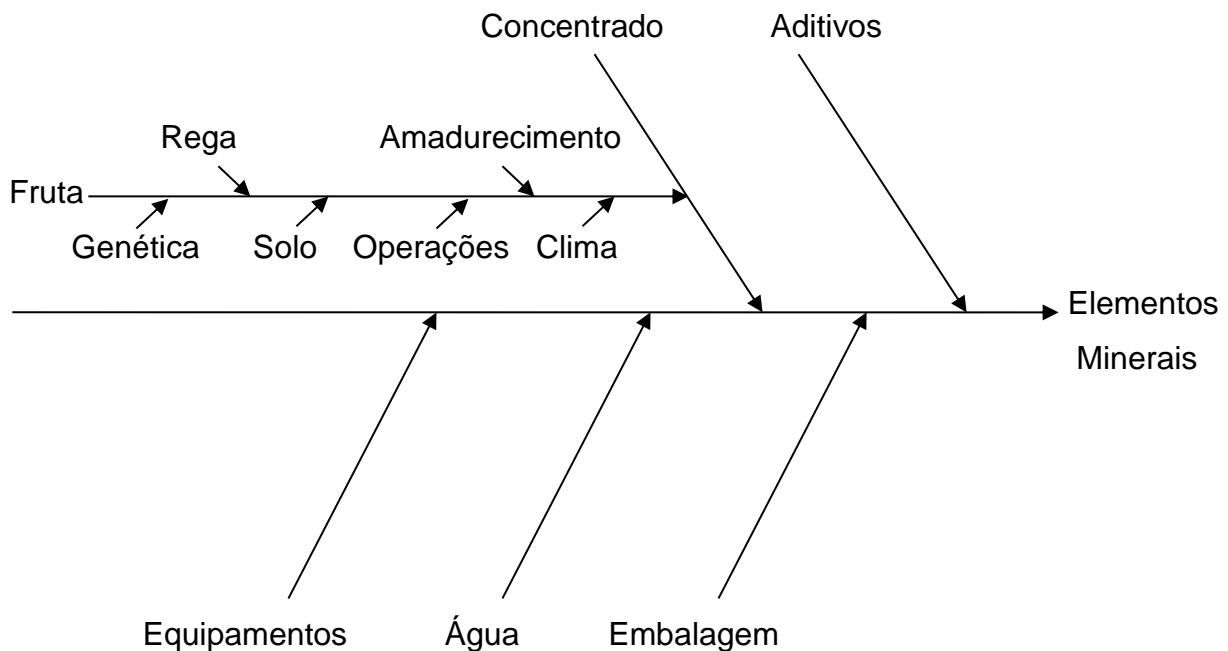 Concentrado
Aditivos
Rega
Amadurecimento
Fruta
Genética
Solo
Operações
Clima
Elementos
Minerais
Equipamentos
Água
Embalagem